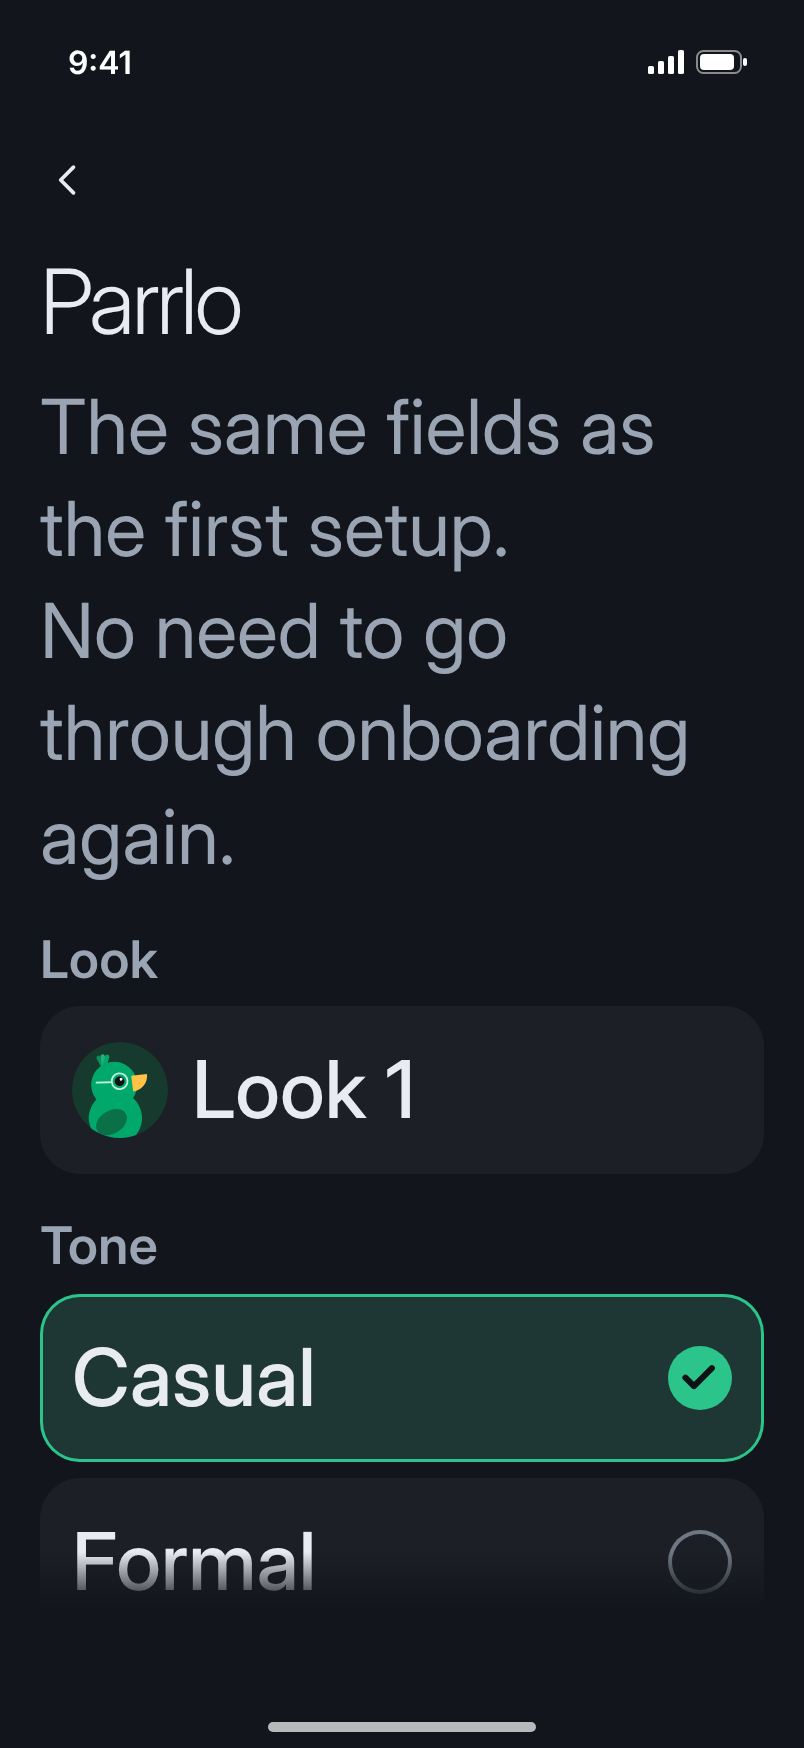 9:41
Parrlo
The same fields as
the first setup.
No need to go
through onboarding
again.
Look
Look 1
Tone
Casual
Formal